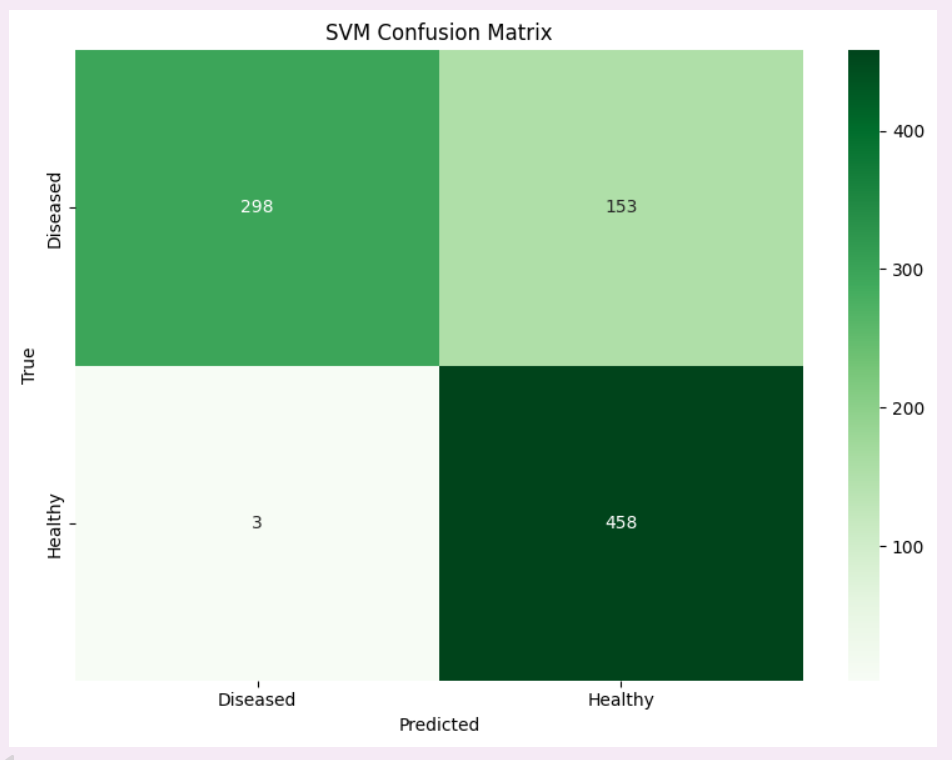 SVM Confusion Matrix
True
Diseased
298
153
Healthy
3
458
Diseased
Healthy
Predicted
400
300
200
100